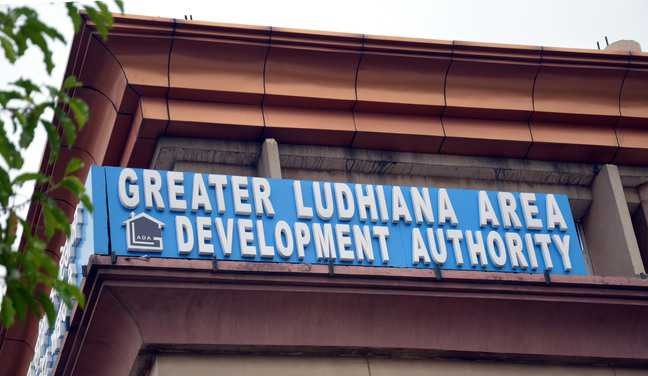 GREATER LUDHIANA AREA
DEVELOPMENT AUTHORITY